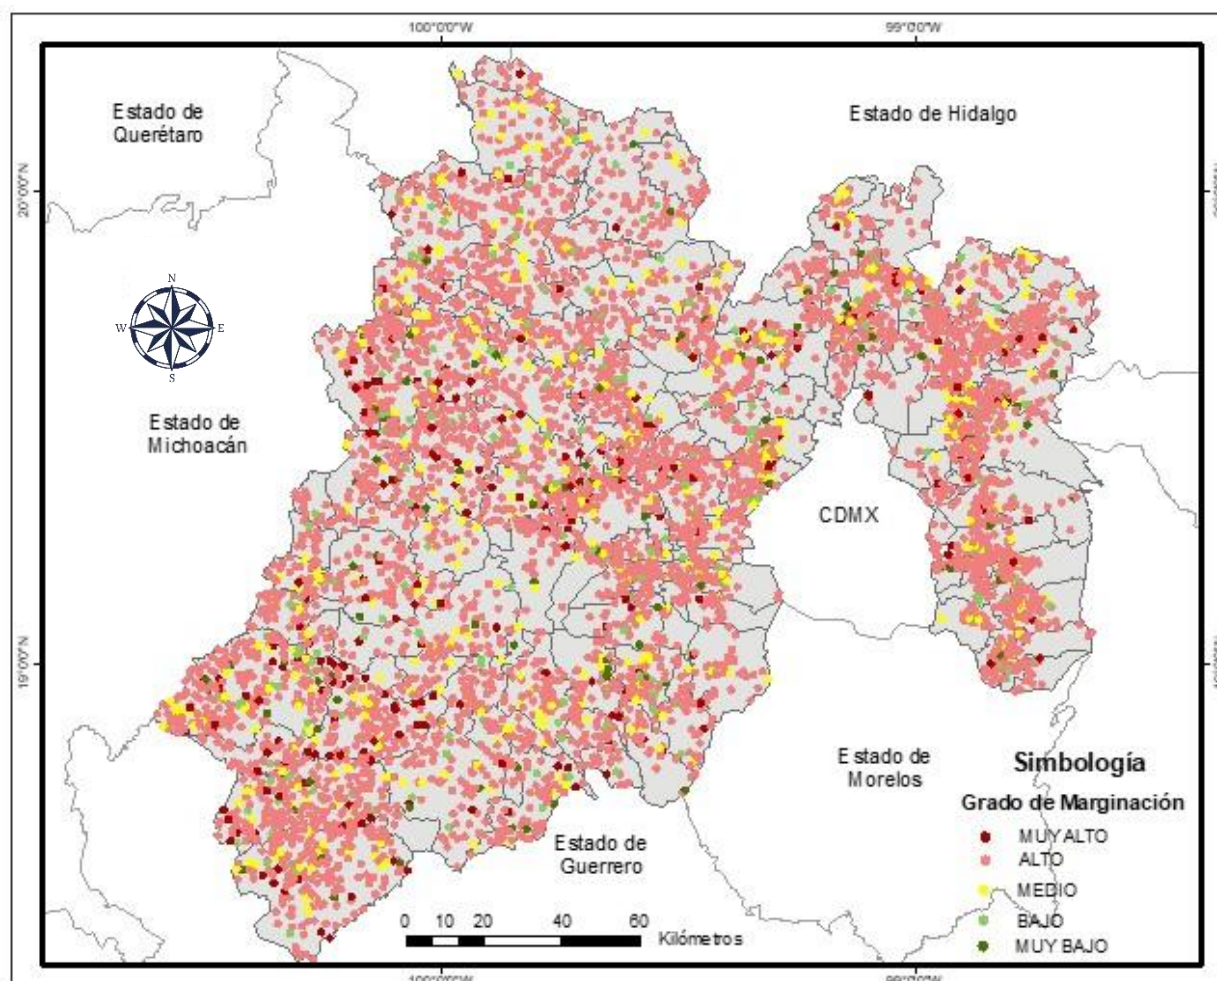 100°0'0"W
99°0'0"W
Estado de
Querétaro
Estado de Hidalgo
20°0'0"N
N
W
E
S
Estado de
Michoacán
CDMX
19°0'0"N
Estado de
Morelos
Simbología
Grado de Marginación
MUY ALTO
ALTO
MEDIO
BAJO
MUY BAJO
Estado de
Guerrero
0 10 20 40 60
Kilómetros